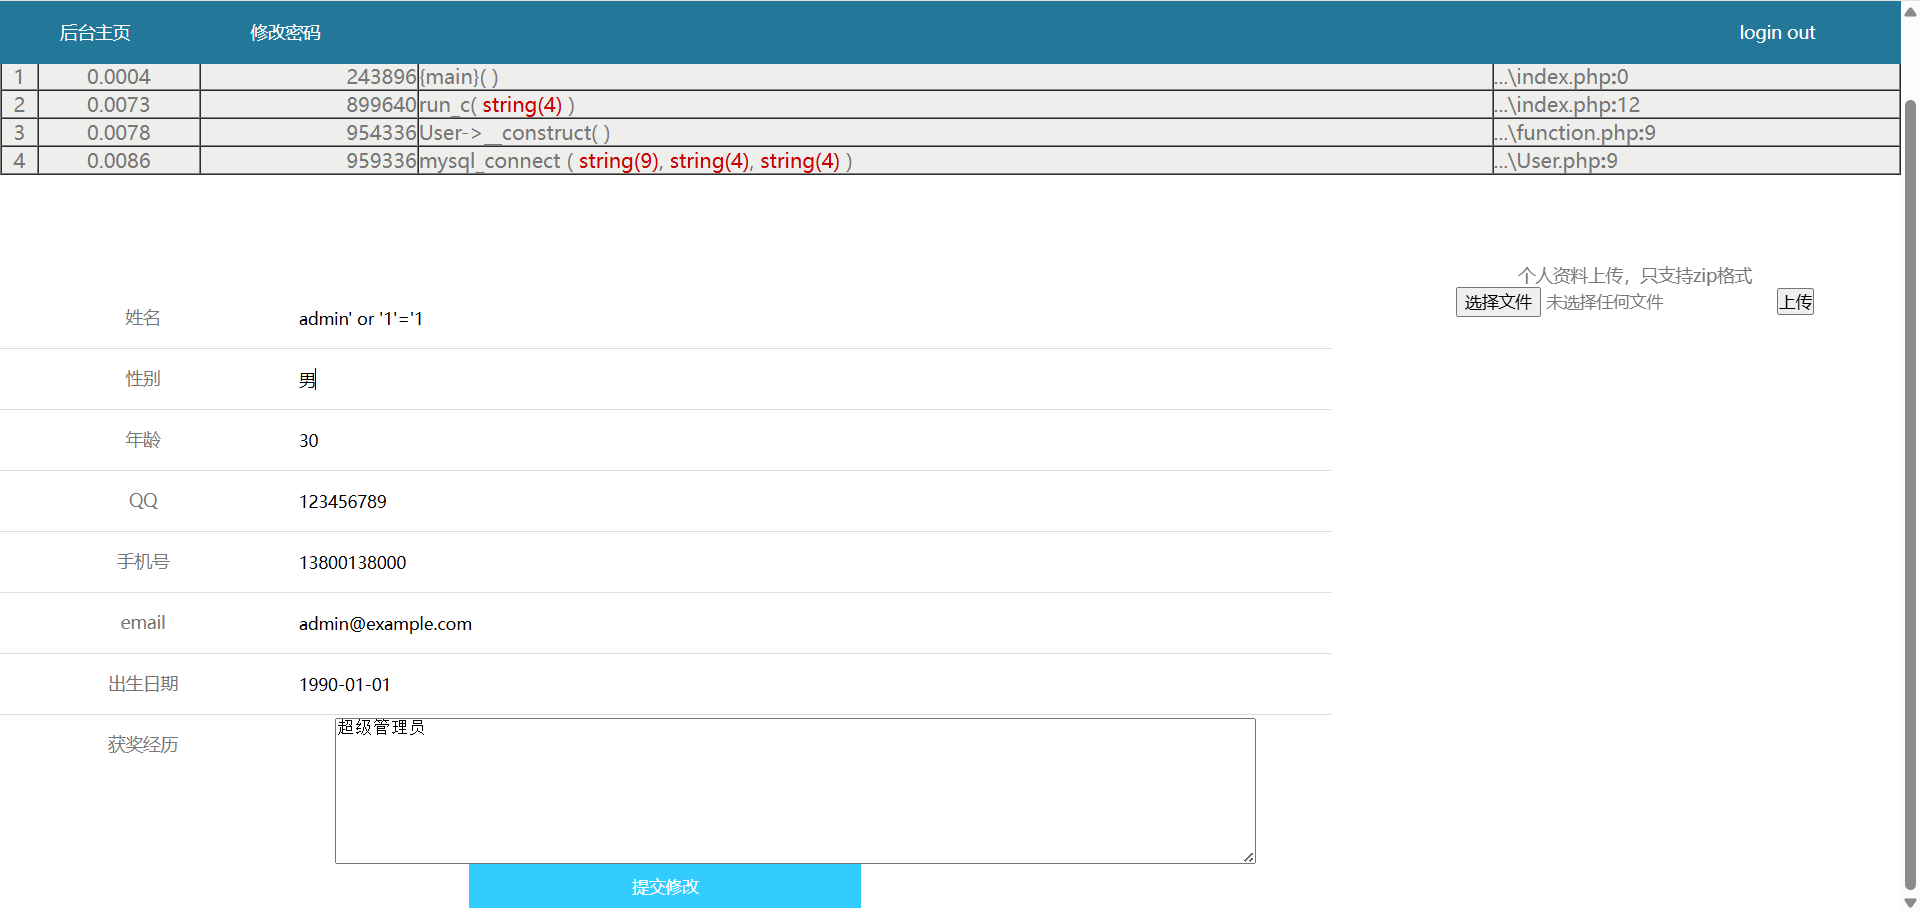 后台主页 修改密码 login out
1 0.0004 243896 {main}( ) ...\index.php:0
2 0.0073 899640 run_c( string(4) ) ...\index.php:12
3 0.0078 954336 User->__construct( ) ...\function.php:9
4 0.0086 959336 mysql_connect ( string(9), string(4), string(4) ) ...\User.php:9
个人资料上传，只支持zip格式
选择文件 未选择任何文件 上传
姓名 admin' or '1'='1
性别 男
年龄 30
QQ 123456789
手机号 13800138000
email admin@example.com
出生日期 1990-01-01
获奖经历 超级管理员
提交修改